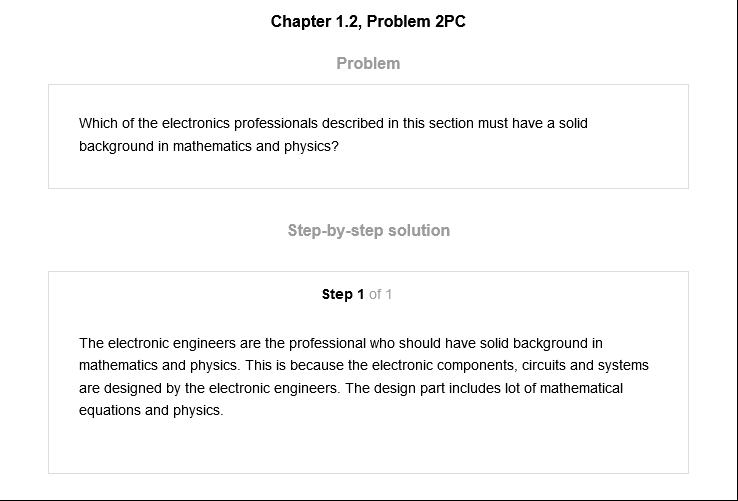 Chapter 1.2, Problem 2PC
Problem
Which of the electronics professionals described in this section must have a solid
background in mathematics and physics?
Step-by-step solution
Step 1 of 1
The electronic engineers are the professional who should have solid background in
mathematics and physics. This is because the electronic components, circuits and systems
are designed by the electronic engineers. The design part includes lot of mathematical
equations and physics.